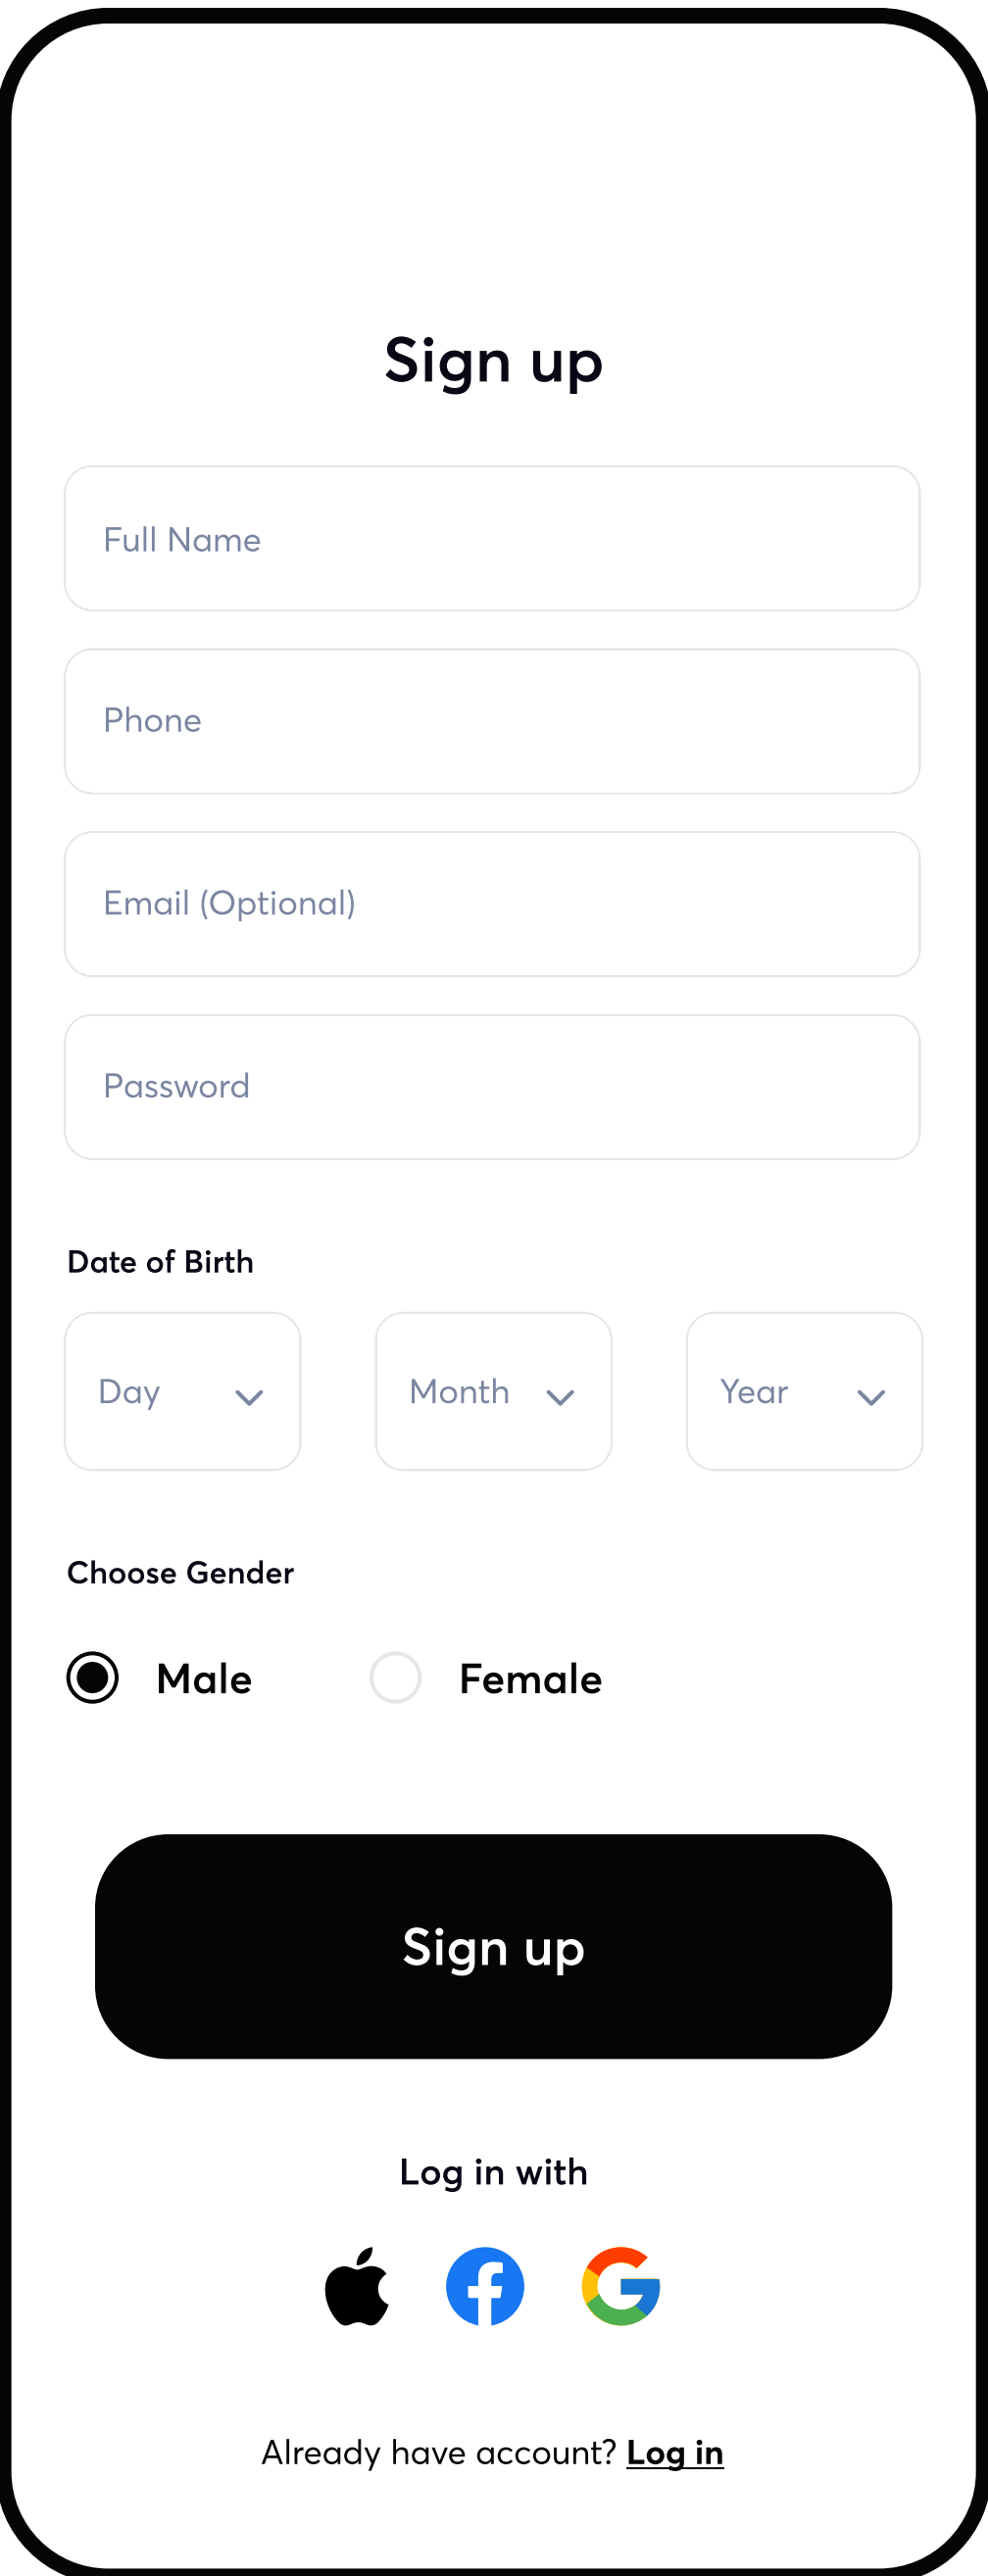 Sign up
Full Name
Phone
Email (Optional)
Password
Date of Birth
Day Month Year
Choose Gender
Male Female
Sign up
Log in with
Already have account? Log in